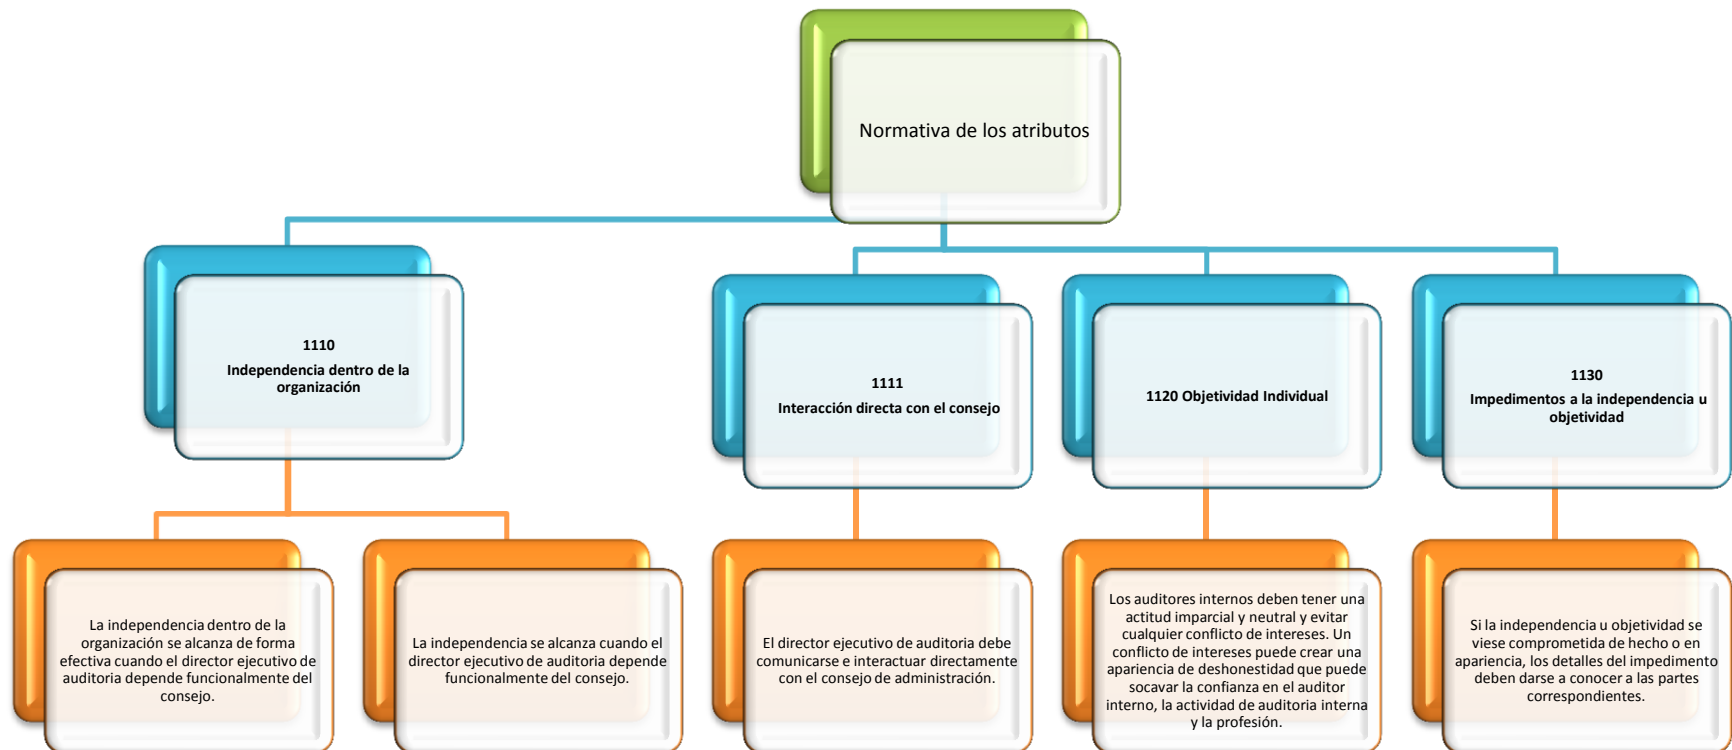 Normativa de los atributos
1110
Independencia dentro de la
organización
1111
Interacción directa con el consejo
1120 Objetividad Individual
1130
Impedimentos a la independencia u
objetividad
La independencia dentro de la
organización se alcanza de forma
efectiva cuando el director ejecutivo de
auditoria depende funcionalmente del
consejo.
La independencia se alcanza cuando el
director ejecutivo de auditoria depende
funcionalmente del consejo.
El director ejecutivo de auditoria debe
comunicarse e interactuar directamente
con el consejo de administración.
Los auditores internos deben tener una
actitud imparcial y neutral y evitar
cualquier conflicto de intereses. Un
conflicto de intereses puede crear una
apariencia de deshonestidad que puede
socavar la confianza en el auditor
interno, la actividad de auditoria interna
y la profesión.
Si la independencia u objetividad se
viese comprometida de hecho o en
apariencia, los detalles del impedimento
deben darse a conocer a las partes
correspondientes.